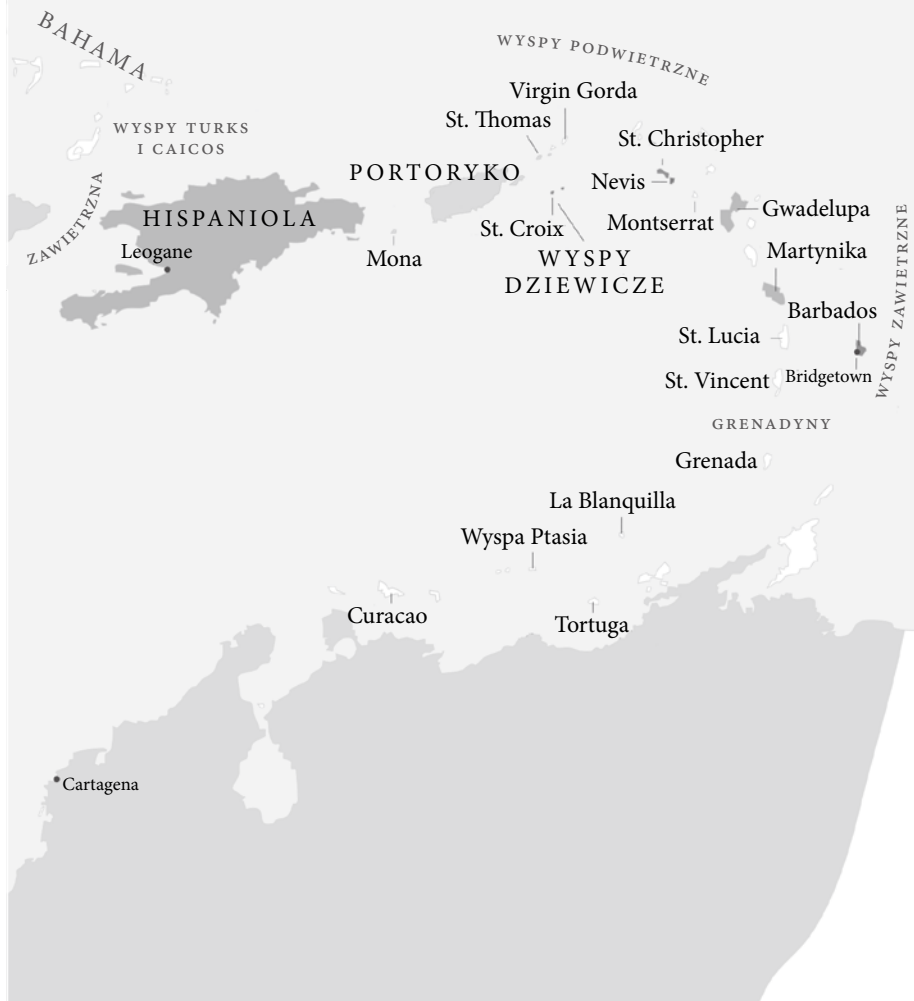 BAHAMA
WYSPY PODWIETRZNE
Virgin Gorda
St. Thomas
WYSPY TURKS
I CAICOS
St. Christopher
PORTORYKO
Nevis
ZAWIETRZNA
HISPANIOLA
Gwadelupa
Montserrat
St. Croix
Leogane
Mona
WYSPY
DZIEWICZE
Martynika
WYSPY ZAWIETRZNE
Barbados
St. Lucia
St. Vincent
Bridgetown
GRENADYNY
Grenada
La Blanquilla
Wyspa Ptasia
Curacao
Tortuga
Cartagena